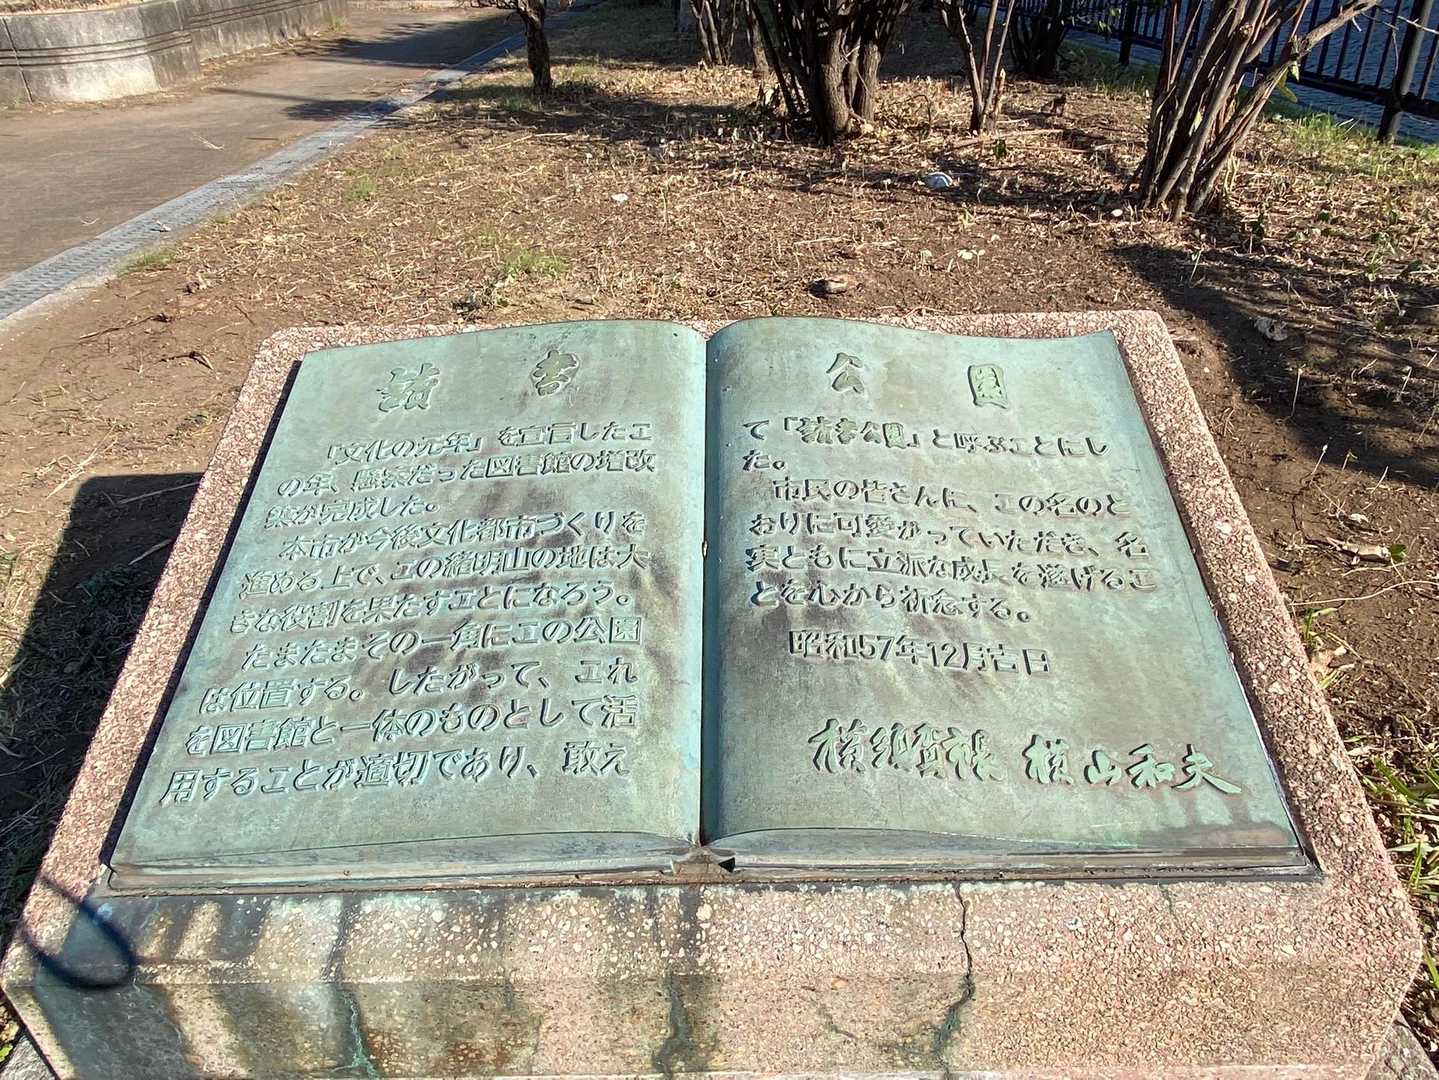 読書 公園
「文化の元年」を宣言したこ
の年、懸案だった図書館の増改
築が完成した。
本市が今後文化都市づくりを
進める上で、この緒明山の地は大
きな役割を果たすことになろう。
たまたまその一角にこの公園
は位置する。したがって、これ
を図書館と一体のものとして活
用することが適切であり、敢え
て「読書公園」と呼ぶことにし
た。
市民の皆さんに、この名のと
おりに可愛がっていただき、名
実ともに立派な成長を遂げるこ
とを心から祈念する。
昭和57年12月吉日
横須賀市長 横山和夫